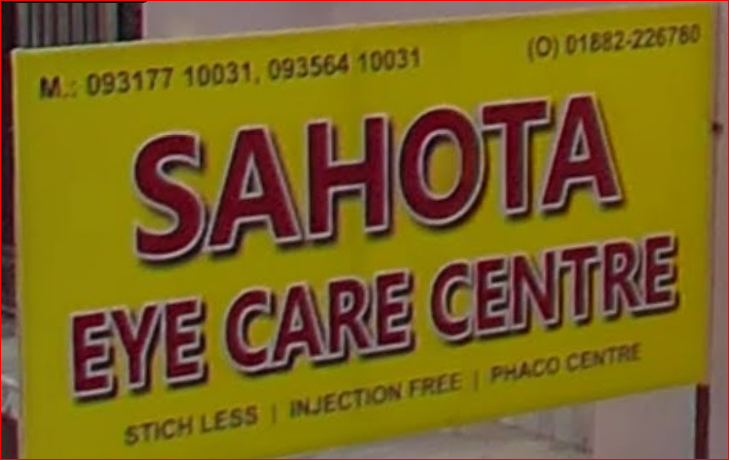 M.: 093177 10031, 093564 10031 (O) 01882-226780
SAHOTA
EYE CARE CENTRE
STICH LESS | INJECTION FREE | PHACO CENTRE